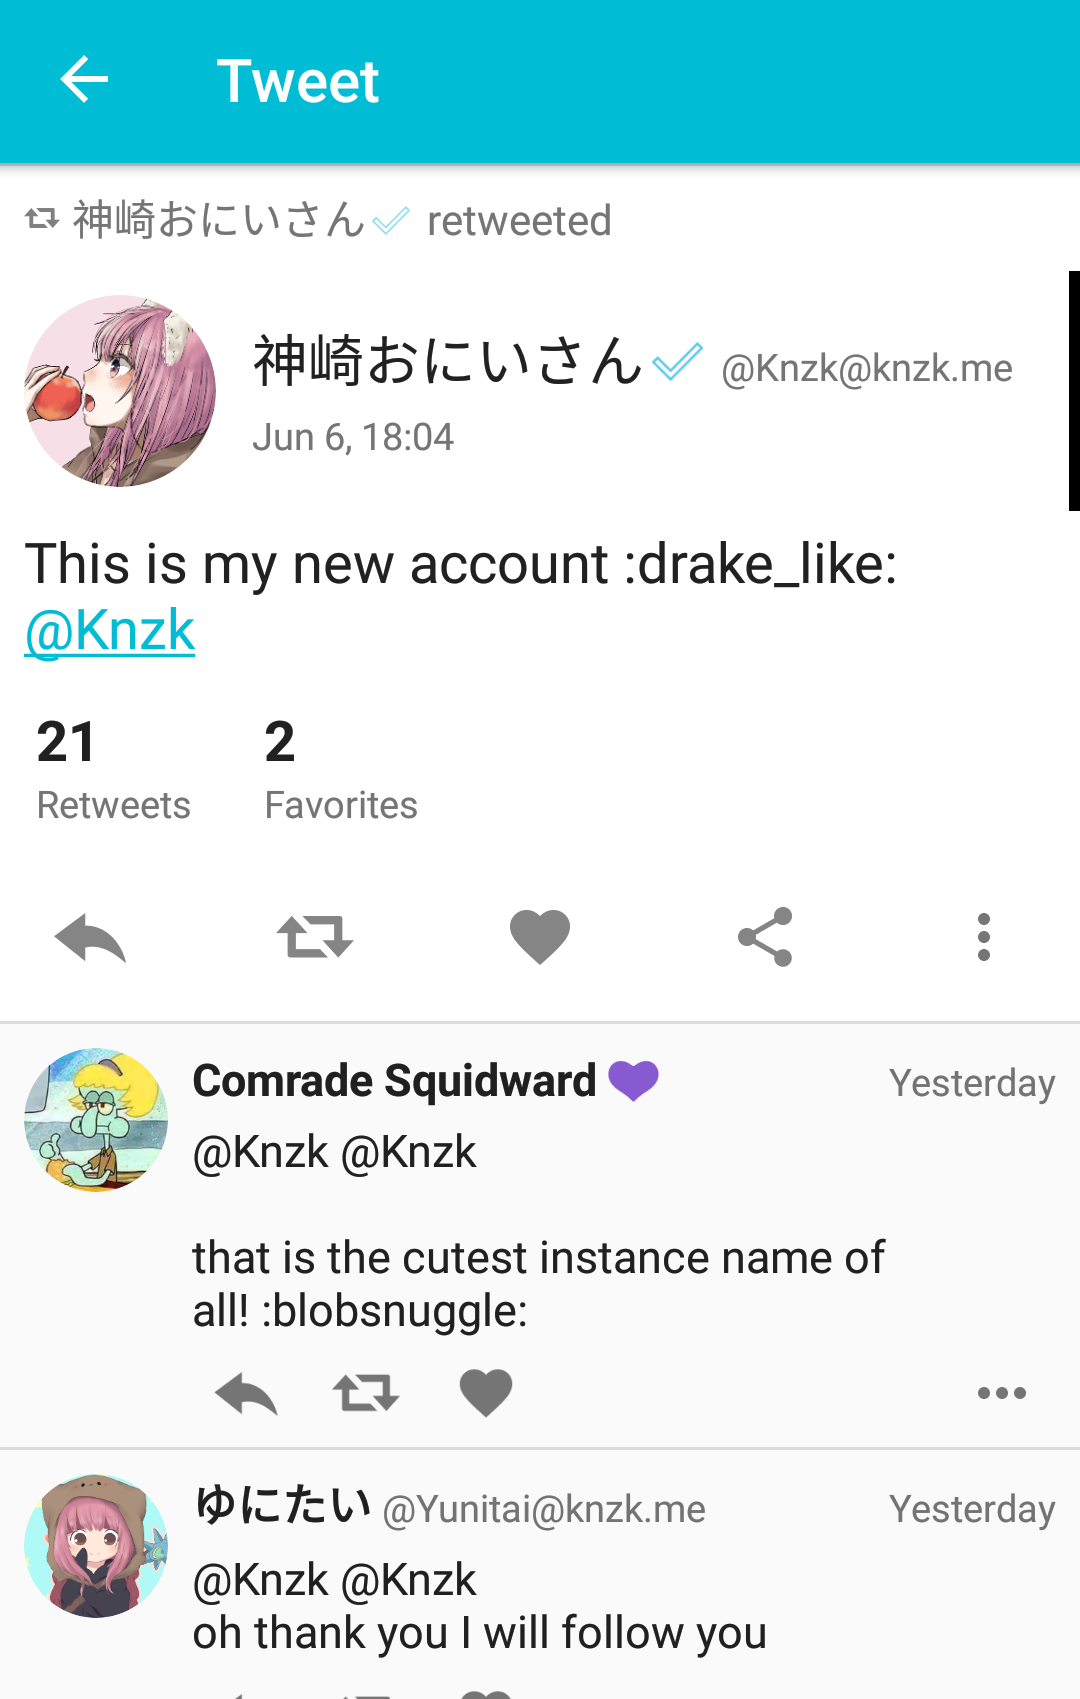 Tweet
神崎おにいさん retweeted
神崎おにいさん @Knzk@knzk.me
Jun 6, 18:04
This is my new account :drake_like:
@Knzk
21 2
Retweets Favorites
Comrade Squidward 💜 Yesterday
@Knzk @Knzk
that is the cutest instance name of
all! :blobsnuggle:
ゆにたい @Yunitai@knzk.me Yesterday
@Knzk @Knzk
oh thank you I will follow you